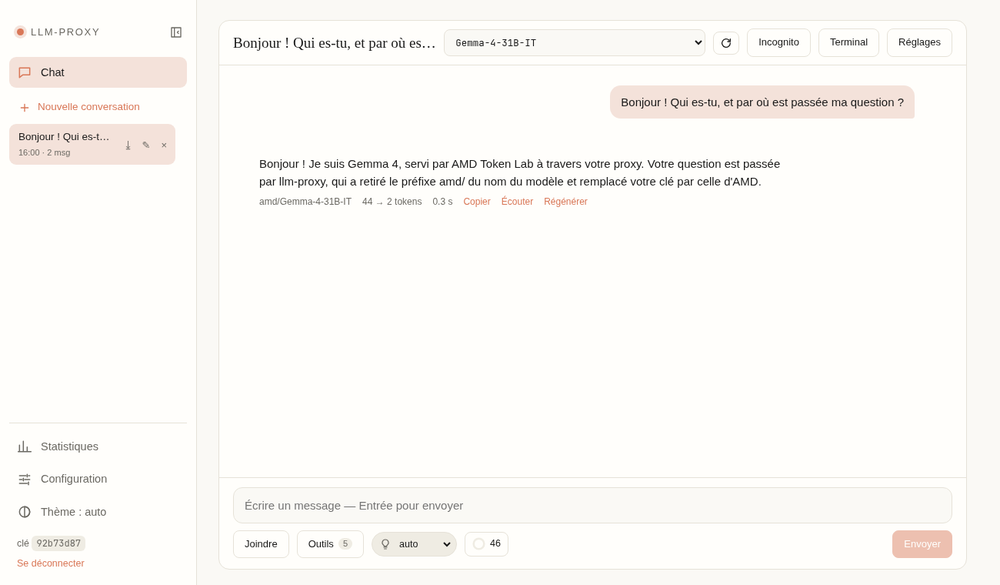 LLM-PROXY
Chat
Nouvelle conversation
Bonjour ! Qui es-t…
16:00 · 2 msg
Statistiques
Configuration
Thème : auto
clé 92b73d87
Se déconnecter
Bonjour ! Qui es-tu, et par où es…
Gemma-4-31B-IT
Incognito
Terminal
Réglages
Bonjour ! Qui es-tu, et par où est passée ma question ?
Bonjour ! Je suis Gemma 4, servi par AMD Token Lab à travers votre proxy. Votre question est passée
par llm-proxy, qui a retiré le préfixe amd/ du nom du modèle et remplacé votre clé par celle d'AMD.
amd/Gemma-4-31B-IT 44 → 2 tokens 0.3 s Copier Écouter Régénérer
Écrire un message — Entrée pour envoyer
Joindre
Outils 5
auto
46
Envoyer